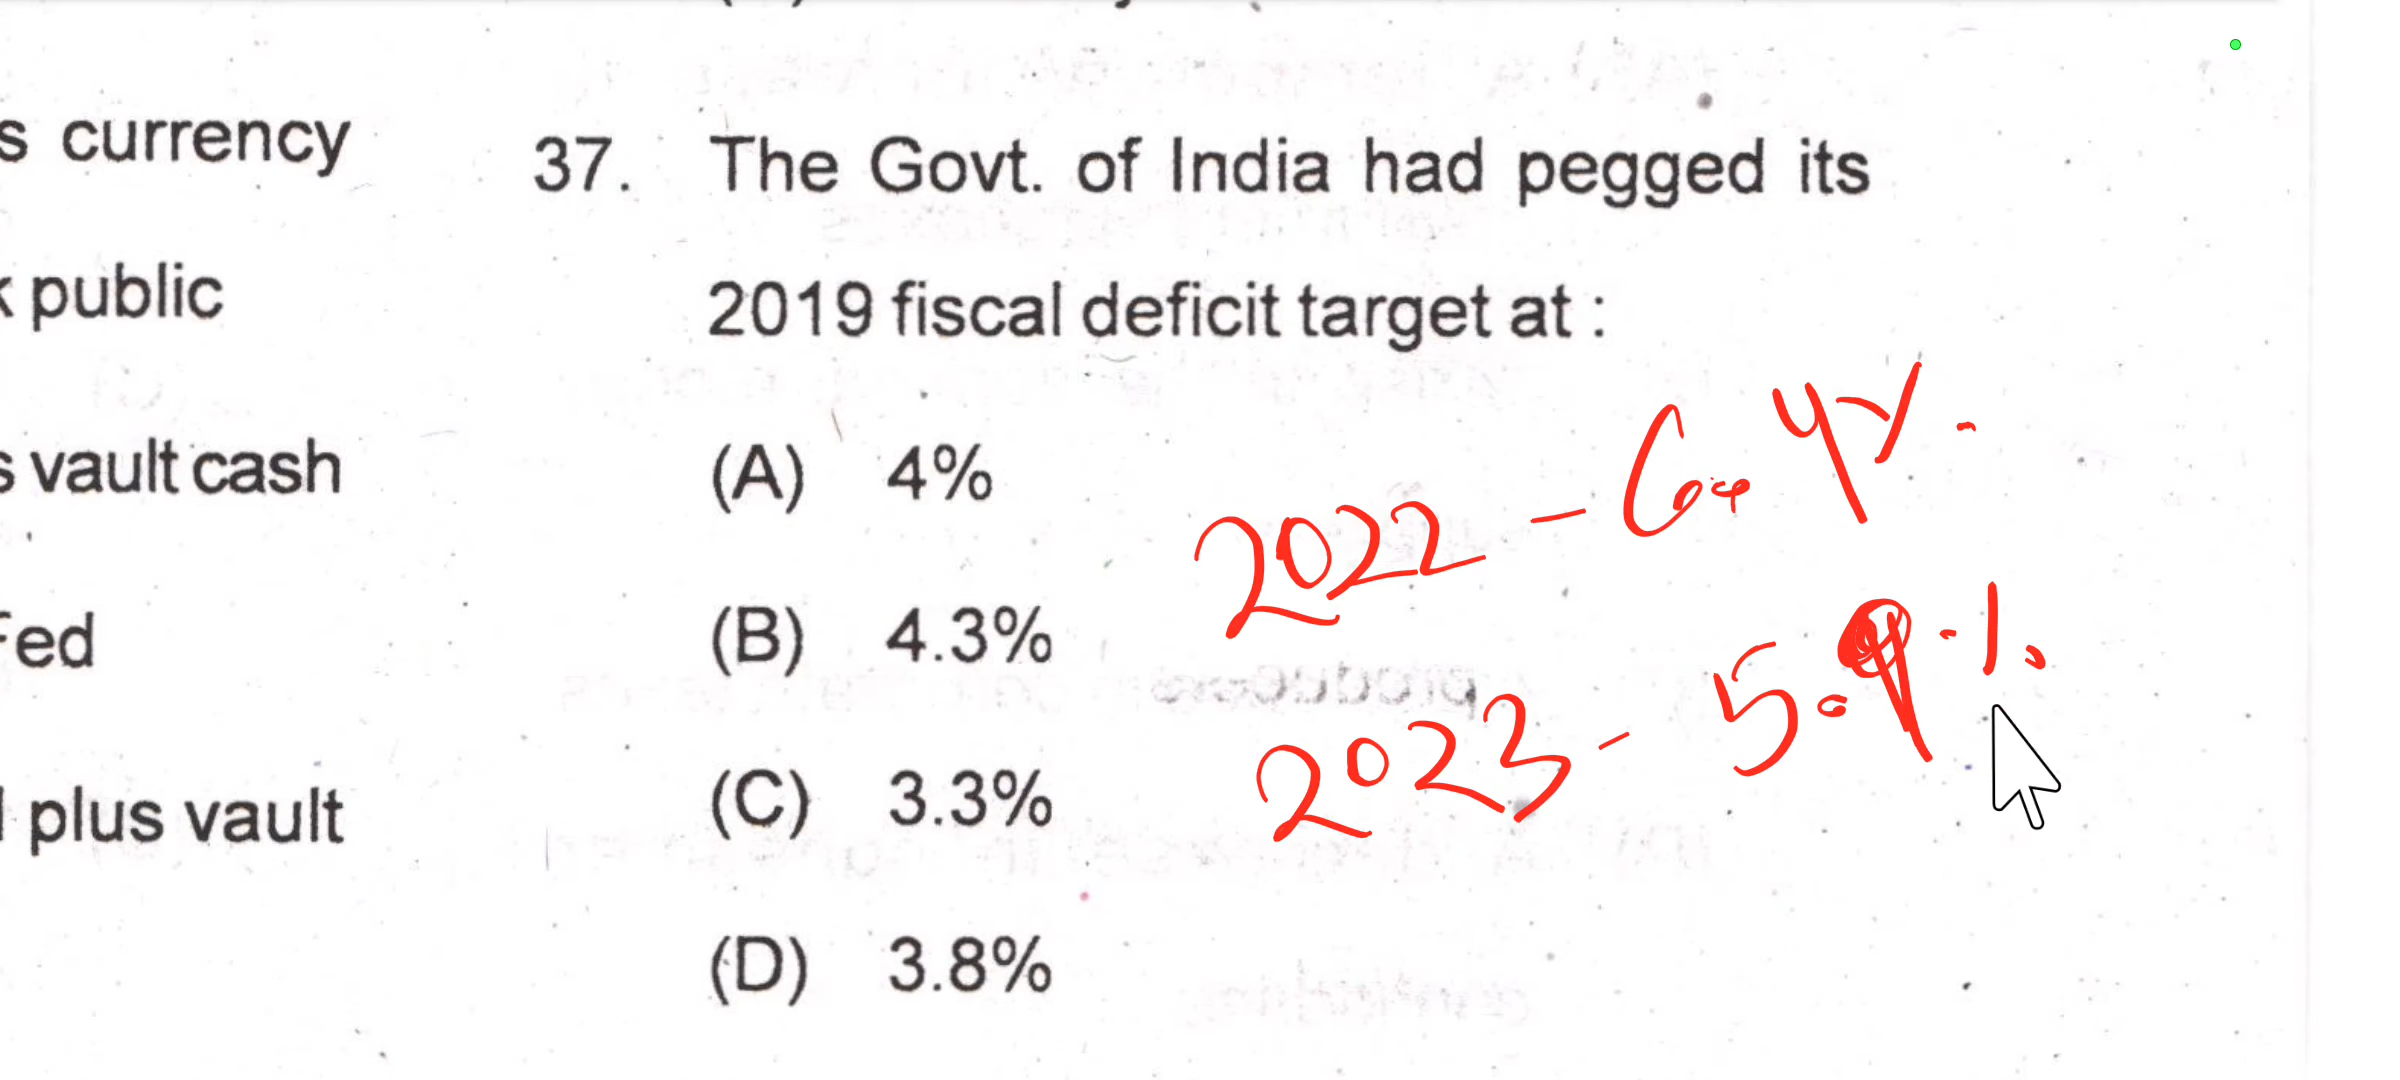 s currency
k public
s vault cash
Fed
plus vault
37. The Govt. of India had pegged its
2019 fiscal deficit target at :
(A) 4%
(B) 4.3%
(C) 3.3%
(D) 3.8%
2022 - 6.4%.
2023 - 5.9%